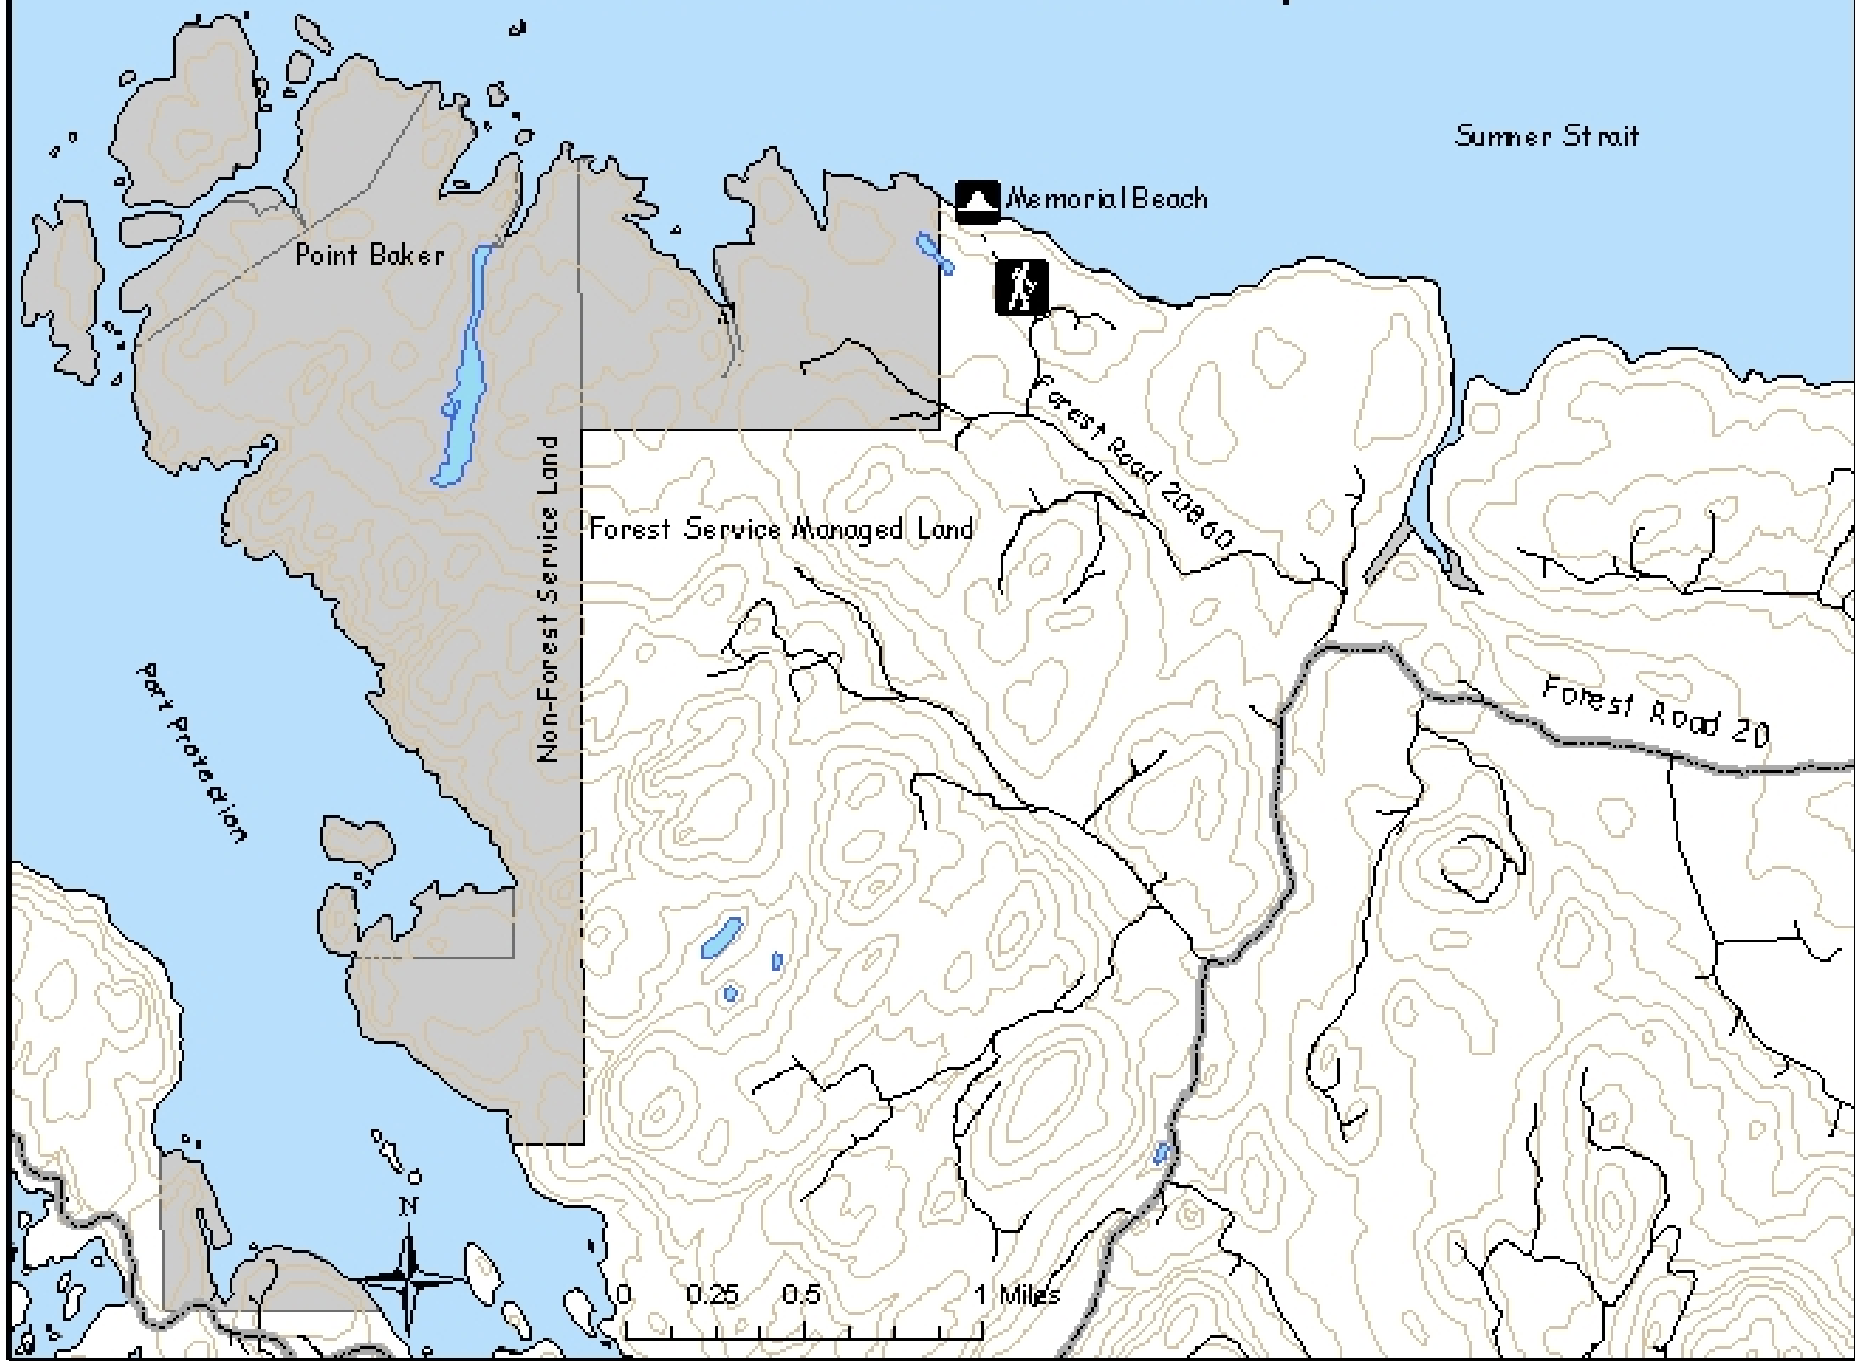 Sumner Strait
Memorial Beach
Point Baker
Forest Road 20860
Non-Forest Service Land
Forest Service Managed Land
Port Protection
Forest Road 20
N
0 0.25 0.5 1 Miles